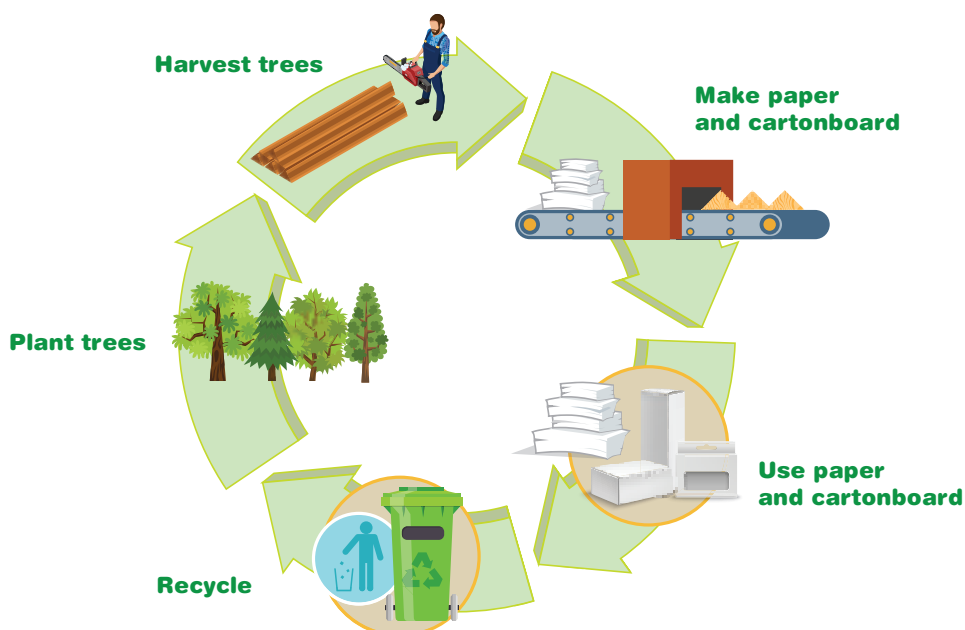 Harvest trees
Make paper
and cartonboard
Plant trees
Use paper
and cartonboard
Recycle